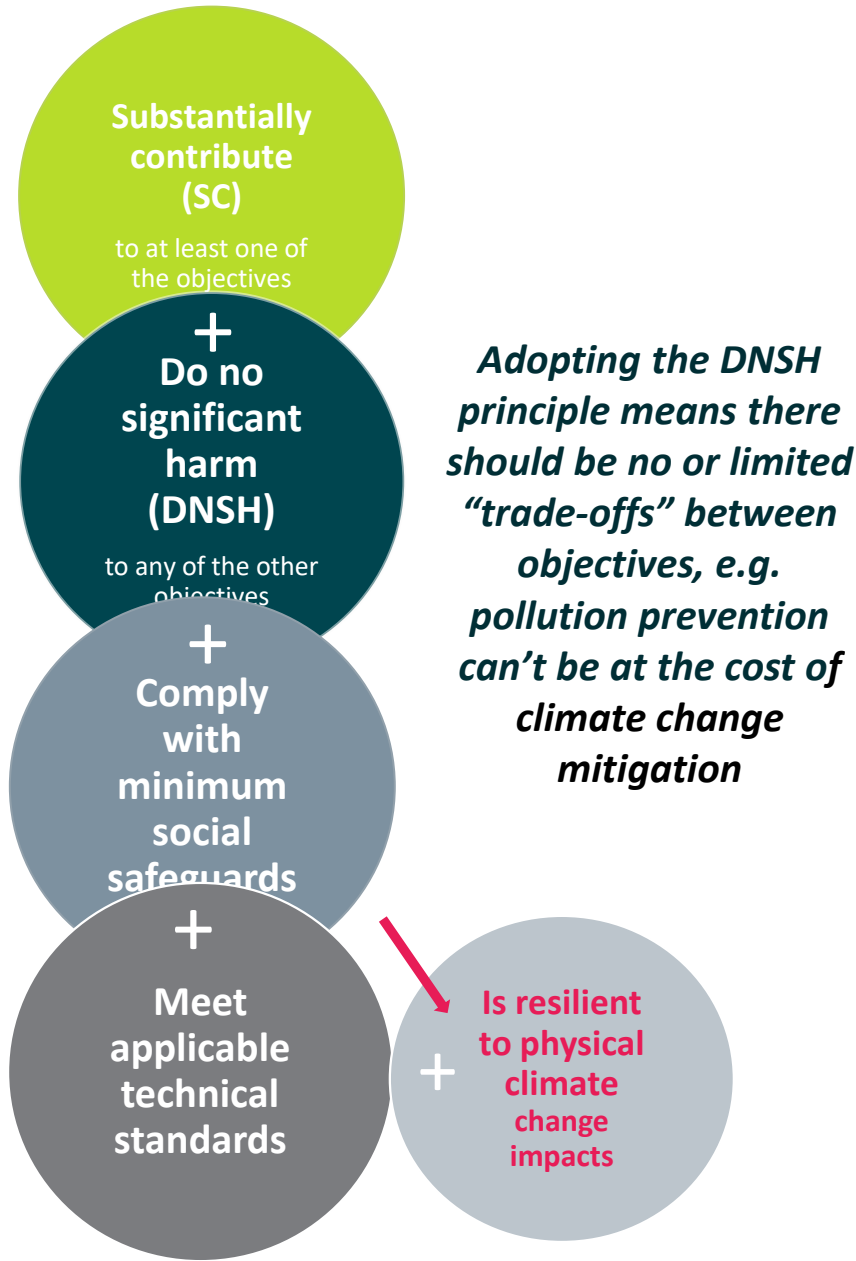 Substantially
contribute
(SC)
to at least one of
the objectives
+
Do no
significant
harm
(DNSH)
to any of the other
objectives
+
Comply
with
minimum
social
safeguards
+
Meet
applicable
technical
standards
Adopting the DNSH
principle means there
should be no or limited
“trade-offs” between
objectives, e.g.
pollution prevention
can’t be at the cost of
climate change
mitigation
+
Is resilient
to physical
climate
change
impacts